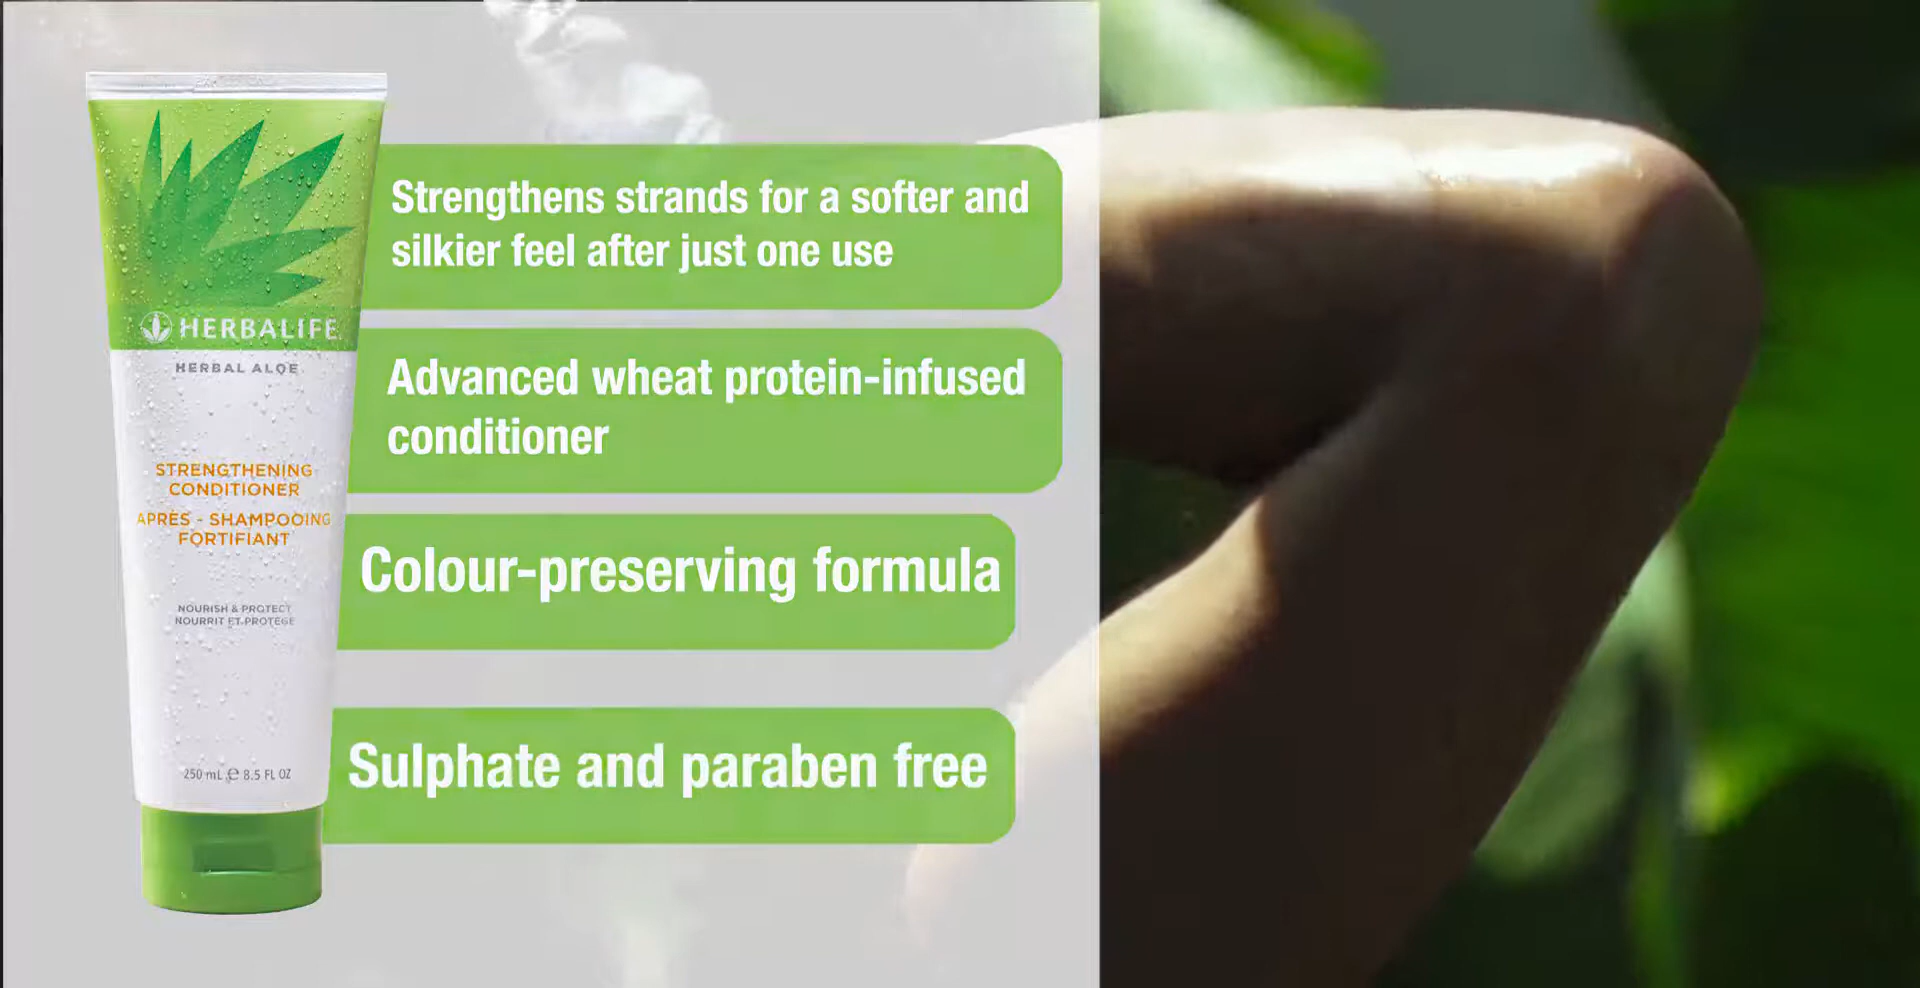 HERBALIFE
HERBAL ALOE
STRENGTHENING
CONDITIONER
APRÈS - SHAMPOOING
FORTIFIANT
NOURISH & PROTECT
NOURRIT ET PROTÈGE
250 mL ℮ 8.5 FL OZ
Strengthens strands for a softer and
silkier feel after just one use
Advanced wheat protein-infused
conditioner
Colour-preserving formula
Sulphate and paraben free